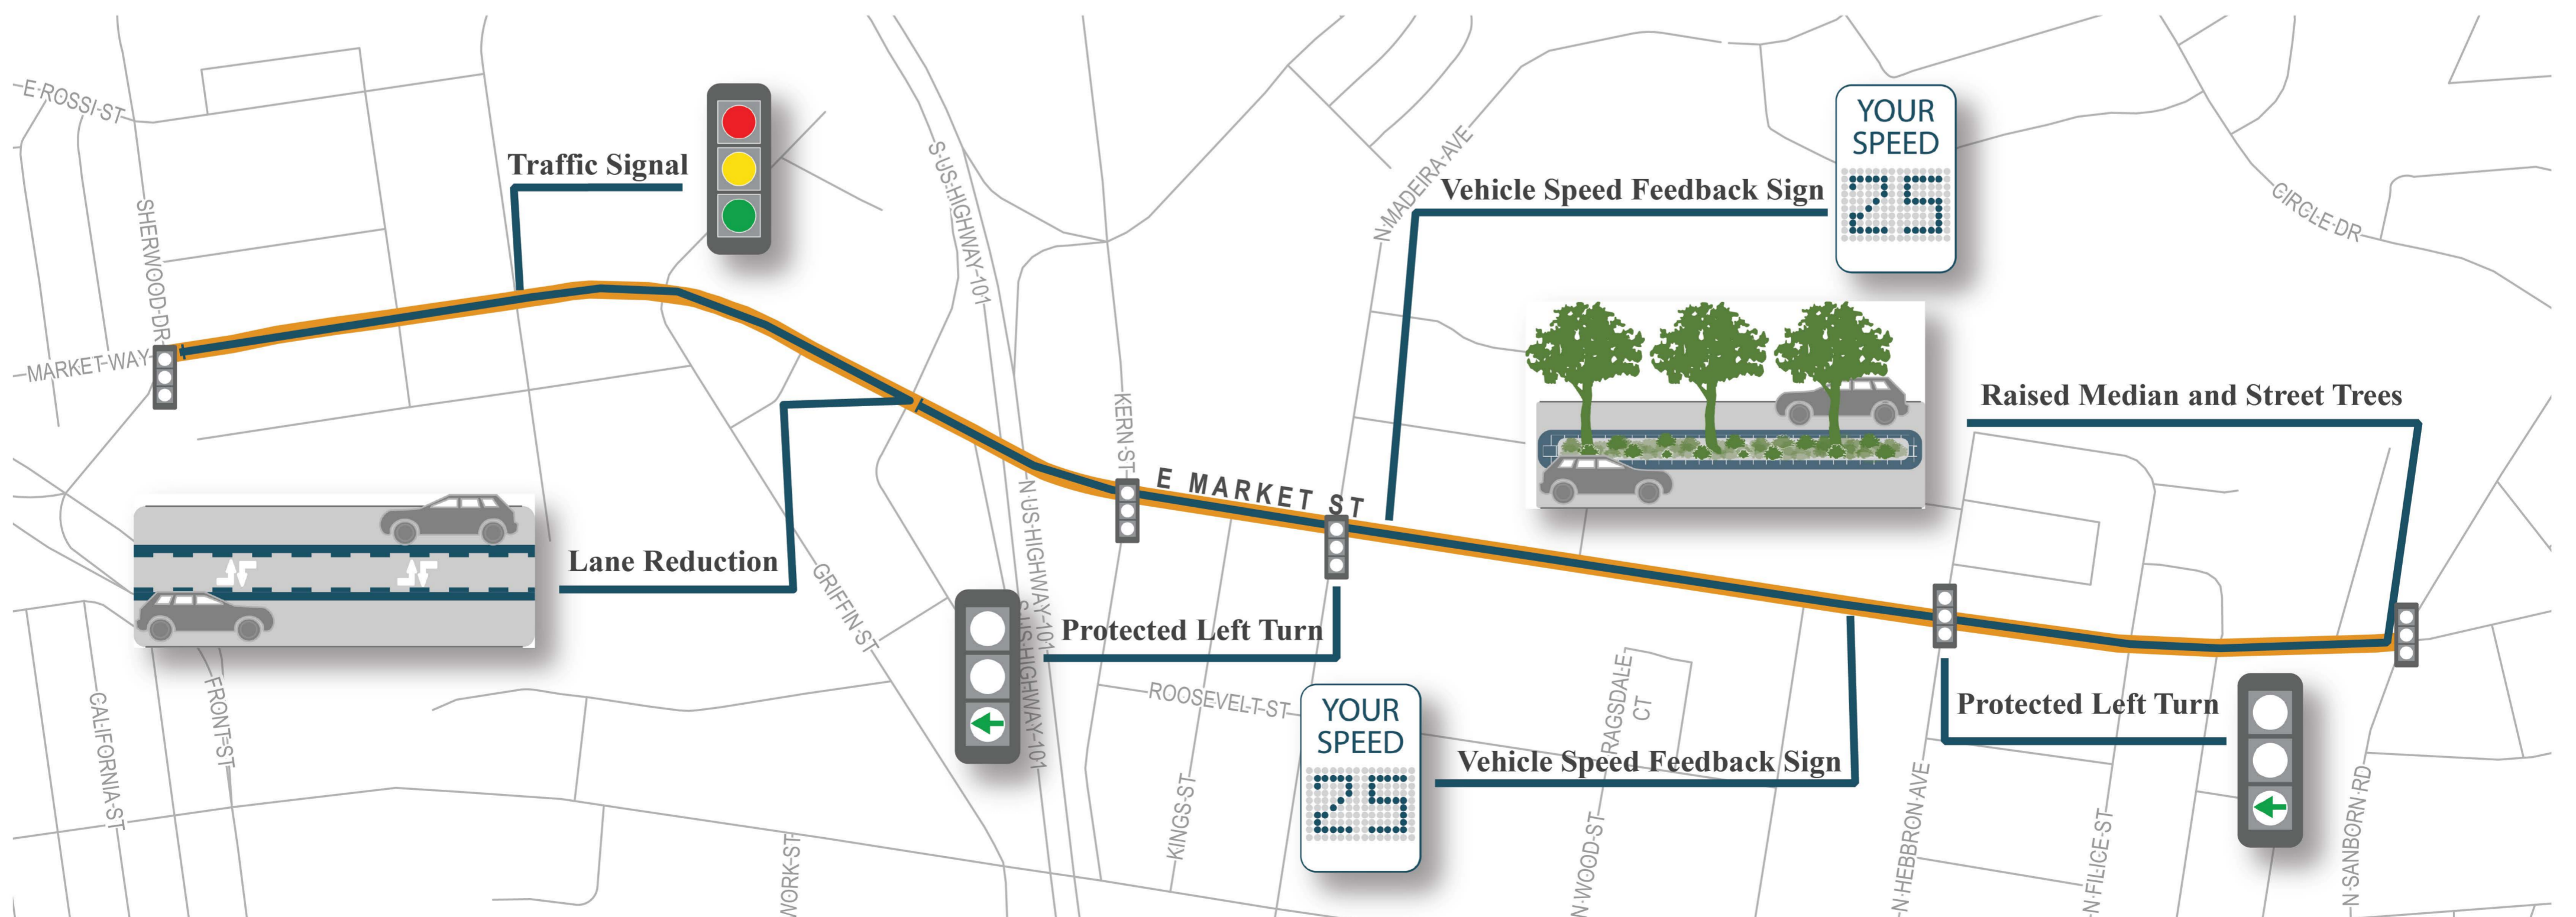 E ROSSI ST
Traffic Signal
SHERWOOD DR
MARKET WAY
S US HIGHWAY 101
N MADEIRA AVE
Vehicle Speed Feedback Sign
YOUR
SPEED
25
CIRCLE DR
Raised Median and Street Trees
KERN ST
E MARKET ST
Lane Reduction
GRIFFIN ST
N US HIGHWAY 101
S US HIGHWAY 101
Protected Left Turn
ROOSEVELT ST
YOUR
SPEED
25
RAGSDALE
CT
Vehicle Speed Feedback Sign
Protected Left Turn
CALIFORNIA ST
FRONT ST
WORK ST
KINGS ST
N WOOD ST
N HEBBRON AVE
N FILICE ST
N SANBORN RD